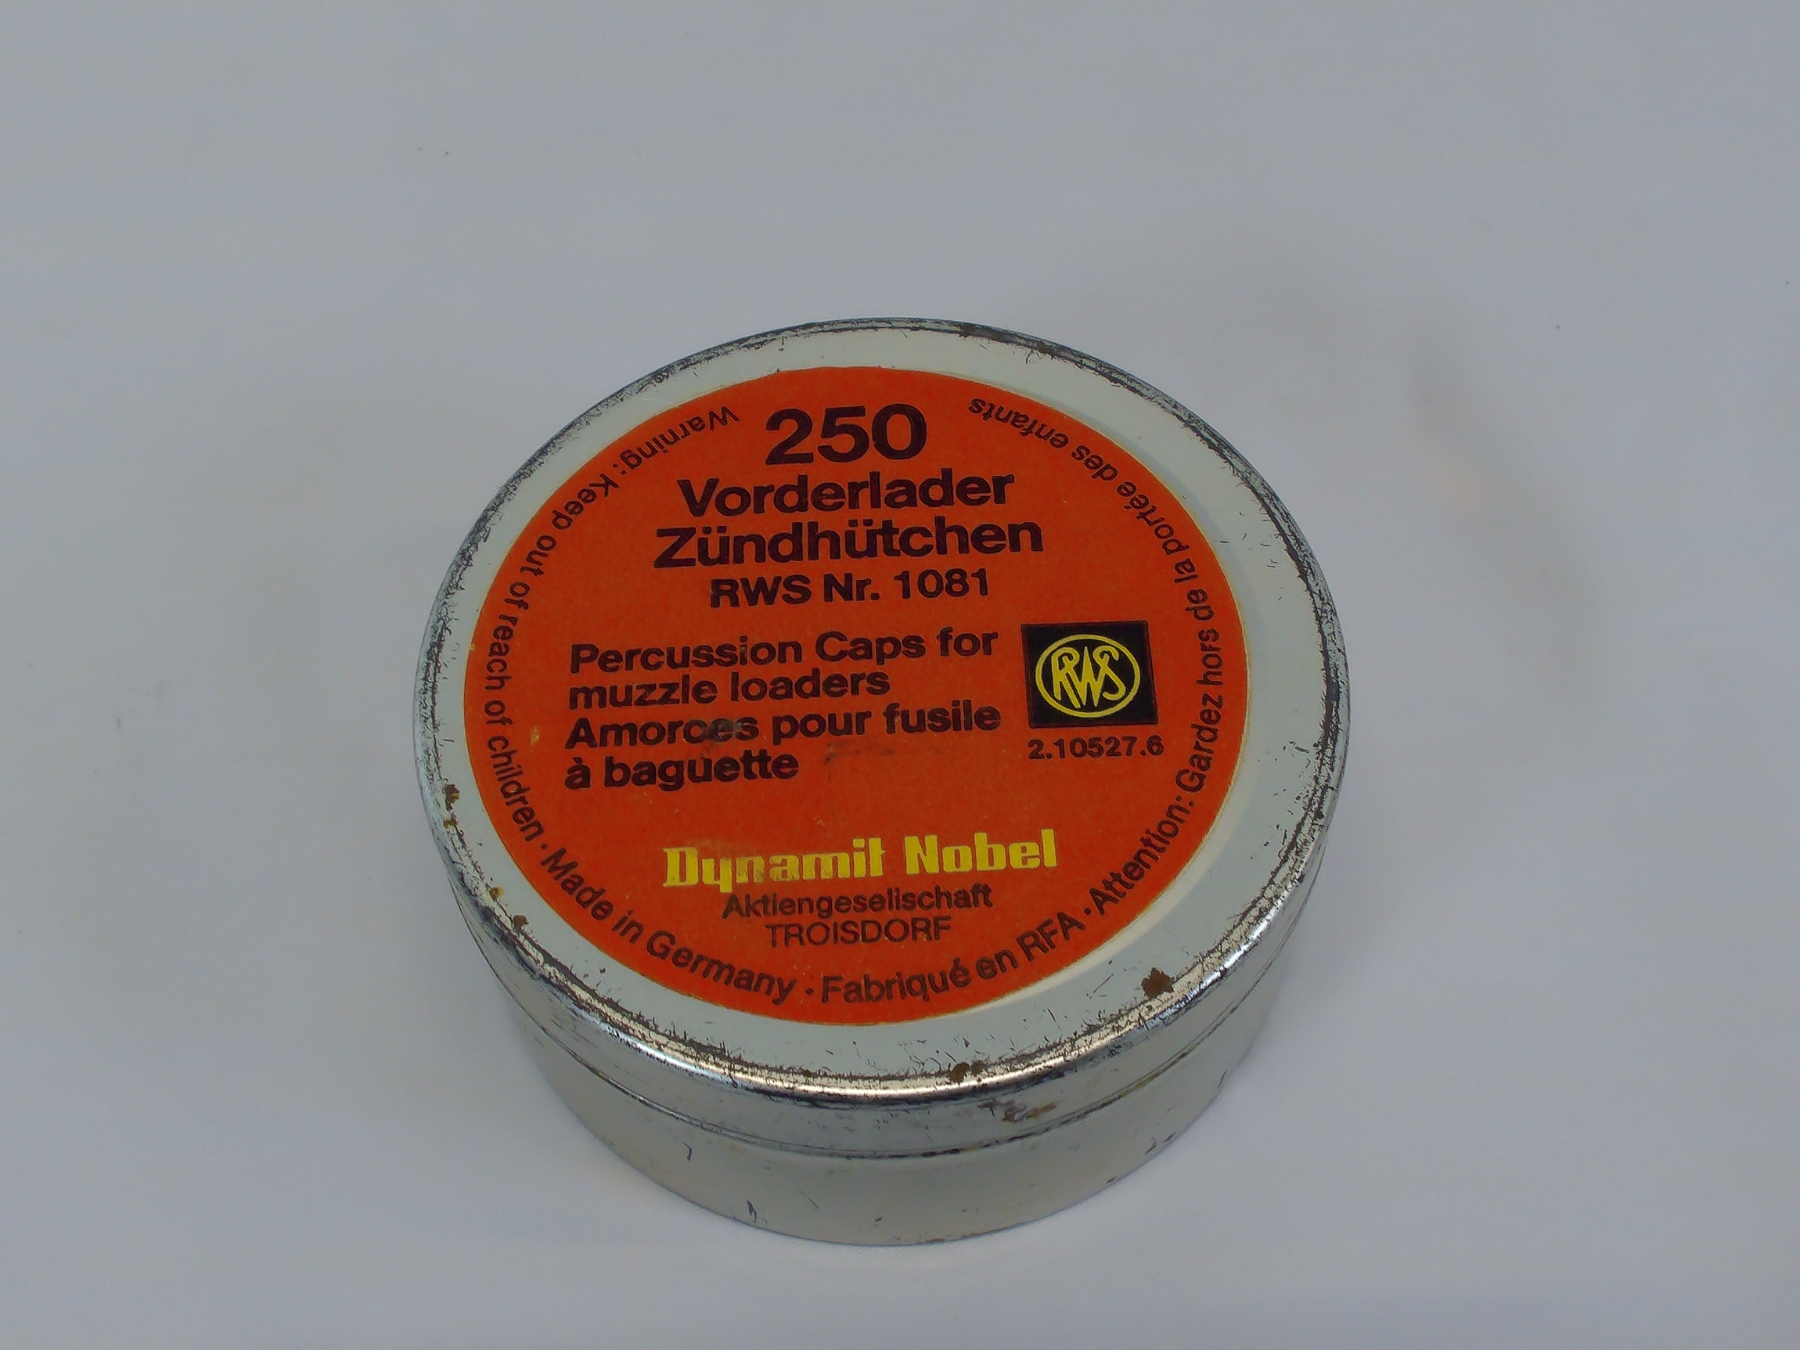 250
Vorderlader
Zündhütchen
RWS Nr. 1081
Percussion Caps for
muzzle loaders
Amorces pour fusile
à baguette
RWS
2.10527.6
Dynamit Nobel
Aktiengesellschaft
TROISDORF
Warning: Keep out of reach of children · Made in Germany · Fabriqué en RFA · Attention: Gardez hors de la portée des enfants